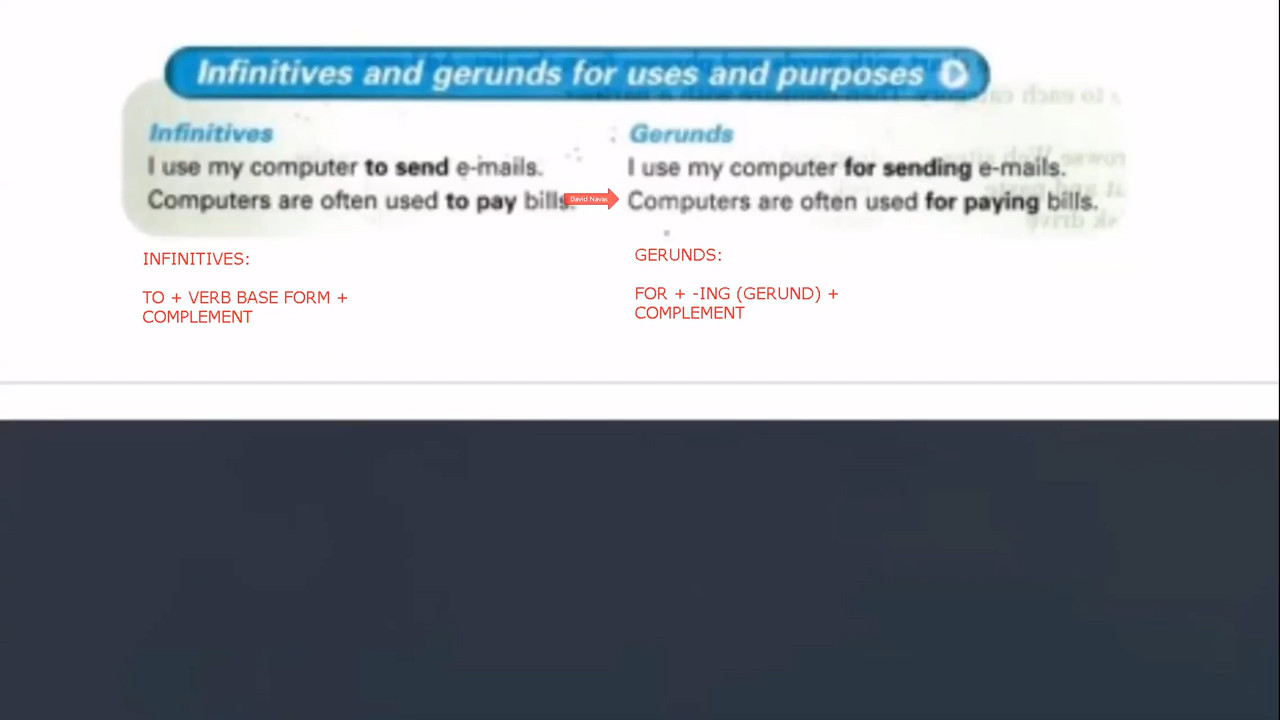 Infinitives and gerunds for uses and purposes
Infinitives
I use my computer to send e-mails.
Computers are often used to pay bills.
David Navas
Gerunds
I use my computer for sending e-mails.
Computers are often used for paying bills.
INFINITIVES:
TO + VERB BASE FORM +
COMPLEMENT
GERUNDS:
FOR + -ING (GERUND) +
COMPLEMENT